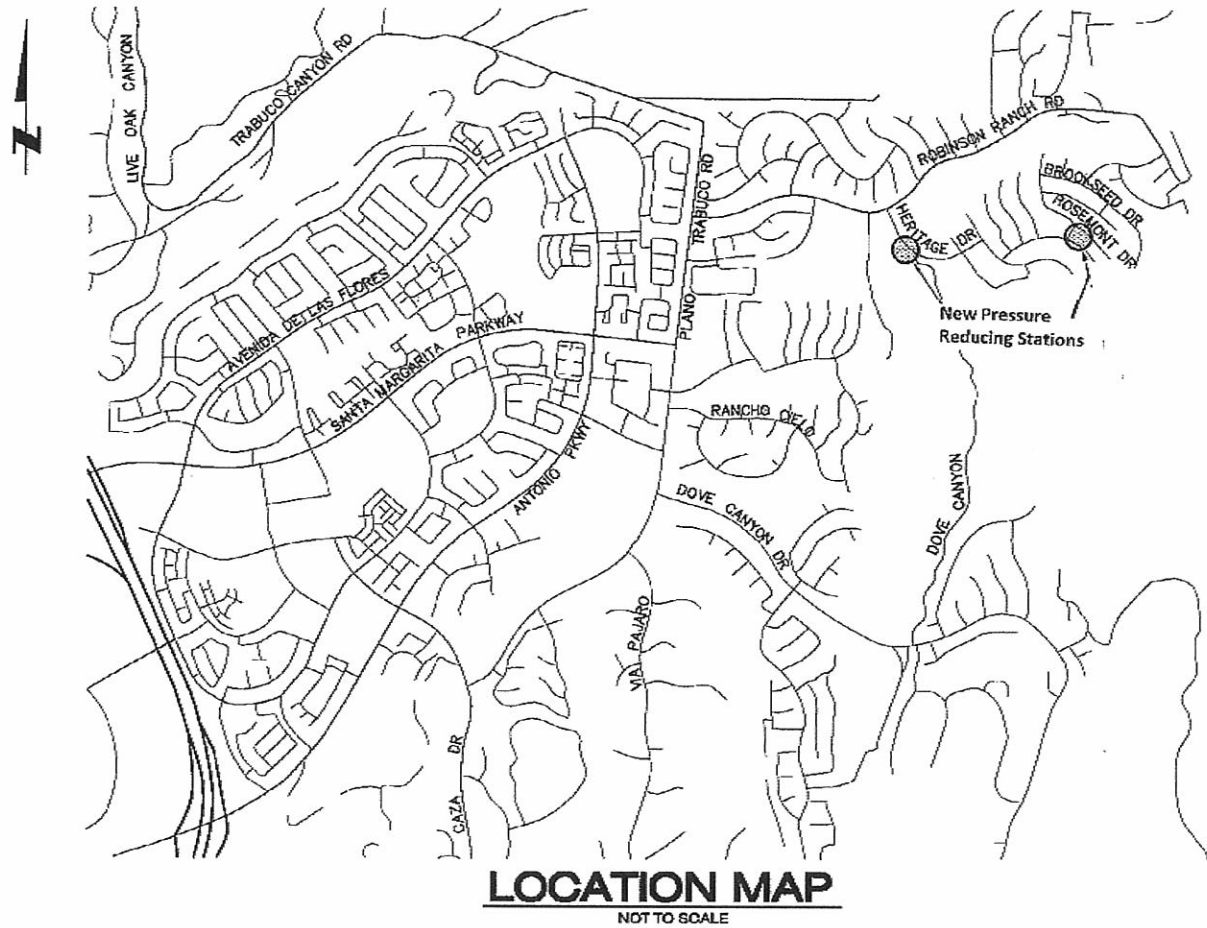 N
LIVE OAK CANYON
TRABUCO CANYON RD
ROBINSON RANCH RD
BROOKSEED DR
ROSEMONT DR
HERITAGE DR
New Pressure
Reducing Stations
PLANO TRABUCO RD
AVENIDA DE LAS FLORES
SANTA MARGARITA PARKWAY
RANCHO CIELO
ANTONIO PKWY
DOVE CANYON DR
DOVE CANYON
VIA PAJARO
CAZA DR
LOCATION MAP
NOT TO SCALE